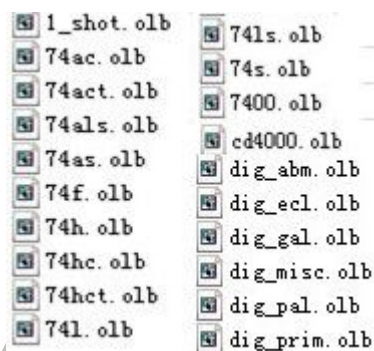 1_shot.olb
74ac.olb
74act.olb
74als.olb
74as.olb
74f.olb
74h.olb
74hc.olb
74hct.olb
74l.olb
74ls.olb
74s.olb
7400.olb
cd4000.olb
dig_abm.olb
dig_ecl.olb
dig_gal.olb
dig_misc.olb
dig_pal.olb
dig_prim.olb